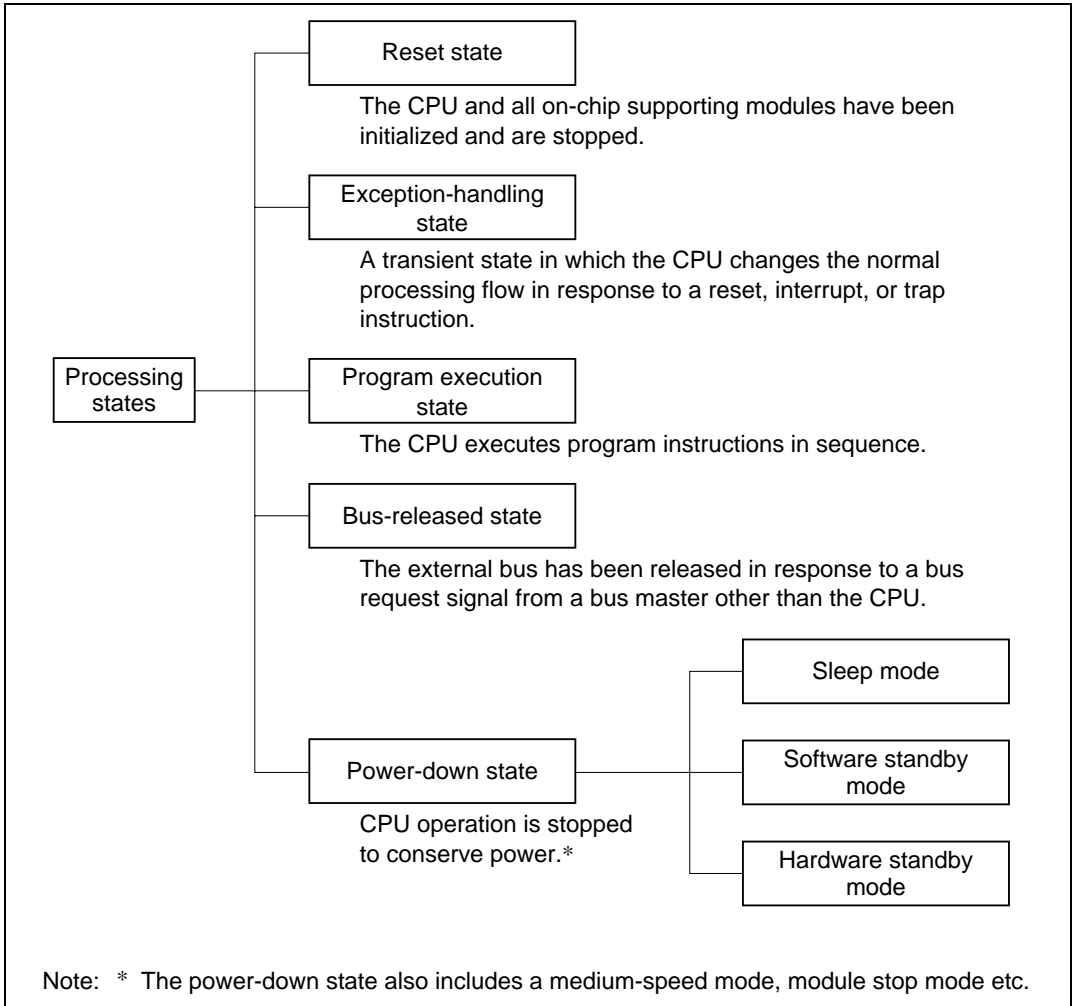 Reset state
The CPU and all on-chip supporting modules have been
initialized and are stopped.
Exception-handling
state
A transient state in which the CPU changes the normal
processing flow in response to a reset, interrupt, or trap
instruction.
Processing
states
Program execution
state
The CPU executes program instructions in sequence.
Bus-released state
The external bus has been released in response to a bus
request signal from a bus master other than the CPU.
Sleep mode
Power-down state
CPU operation is stopped
to conserve power.*
Software standby
mode
Hardware standby
mode
Note: * The power-down state also includes a medium-speed mode, module stop mode etc.